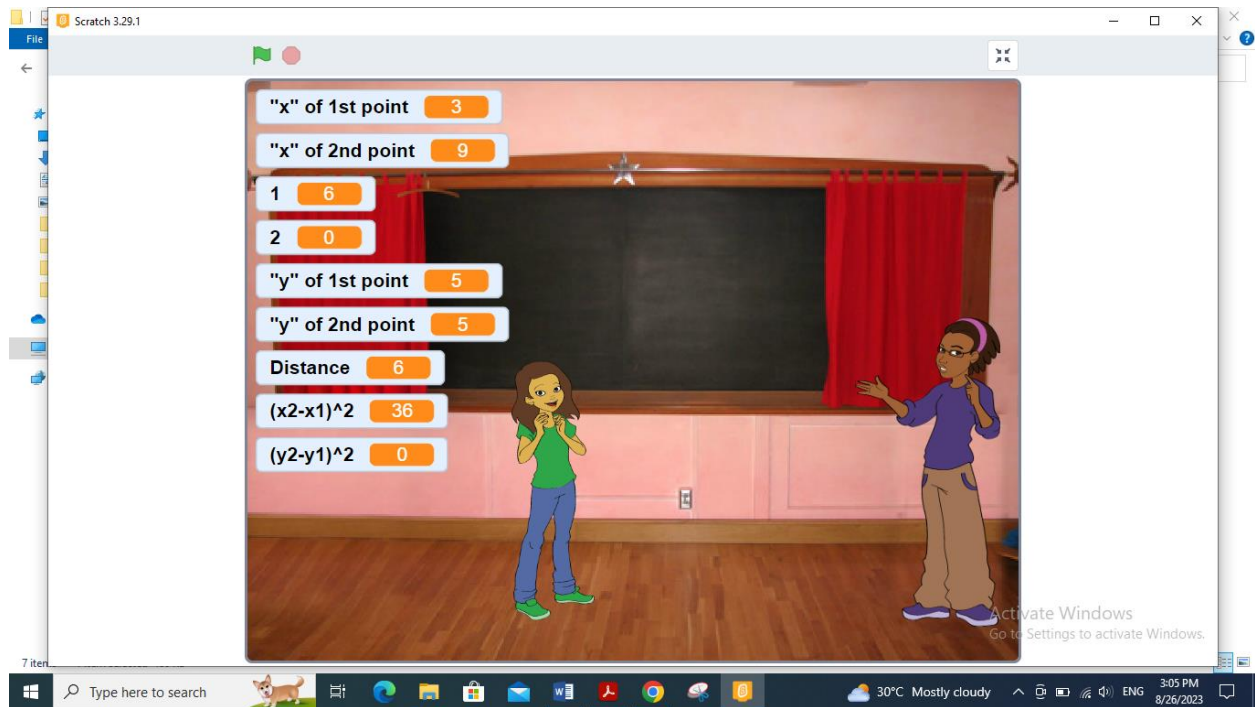 Scratch 3.29.1
File
"x" of 1st point 3
"x" of 2nd point 9
1 6
2 0
"y" of 1st point 5
"y" of 2nd point 5
Distance 6
(x2-x1)^2 36
(y2-y1)^2 0
Activate Windows
Go to Settings to activate Windows.
7 item
Type here to search
30°C Mostly cloudy
ENG
3:05 PM
8/26/2023